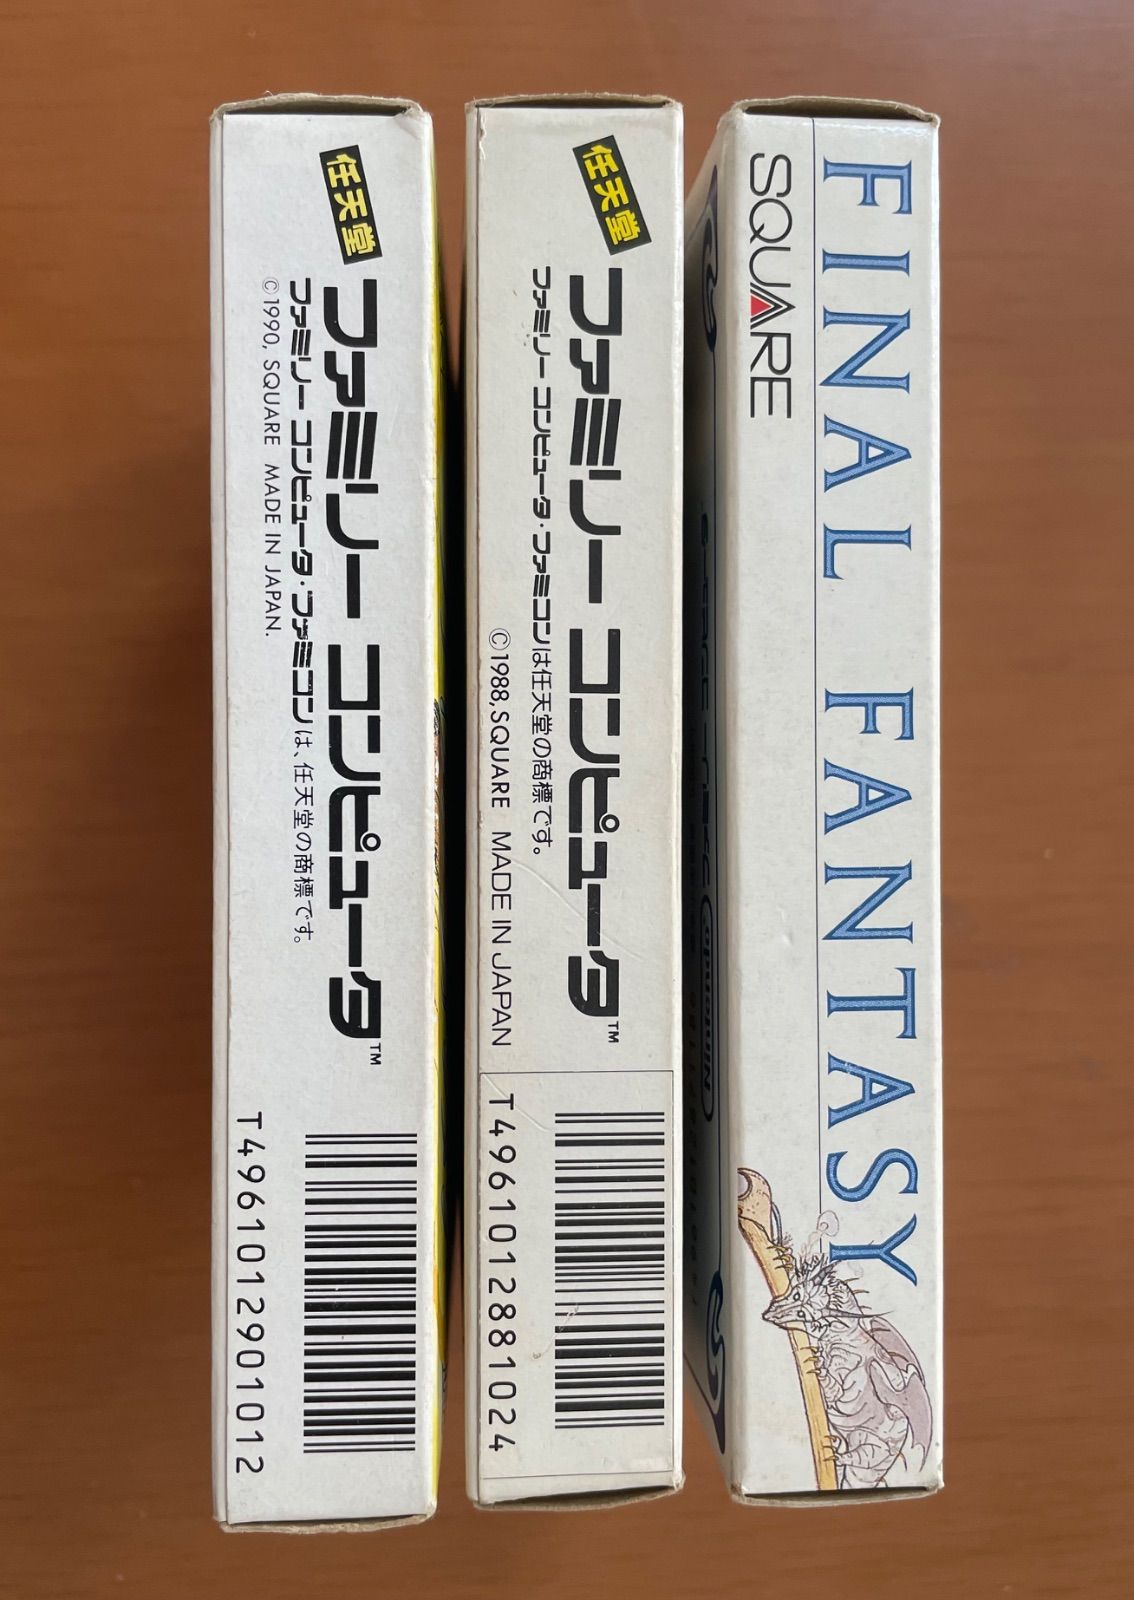 任天堂
ファミリー コンピュータ™
ファミリー コンピュータ・ファミコンは、任天堂の商標です。
©1990, SQUARE MADE IN JAPAN.
T4961012901012
任天堂
ファミリー コンピュータ™
ファミリー コンピュータ・ファミコンは任天堂の商標です。
©1988,SQUARE MADE IN JAPAN
T4961012881024
FINAL FANTASY
SQUARE